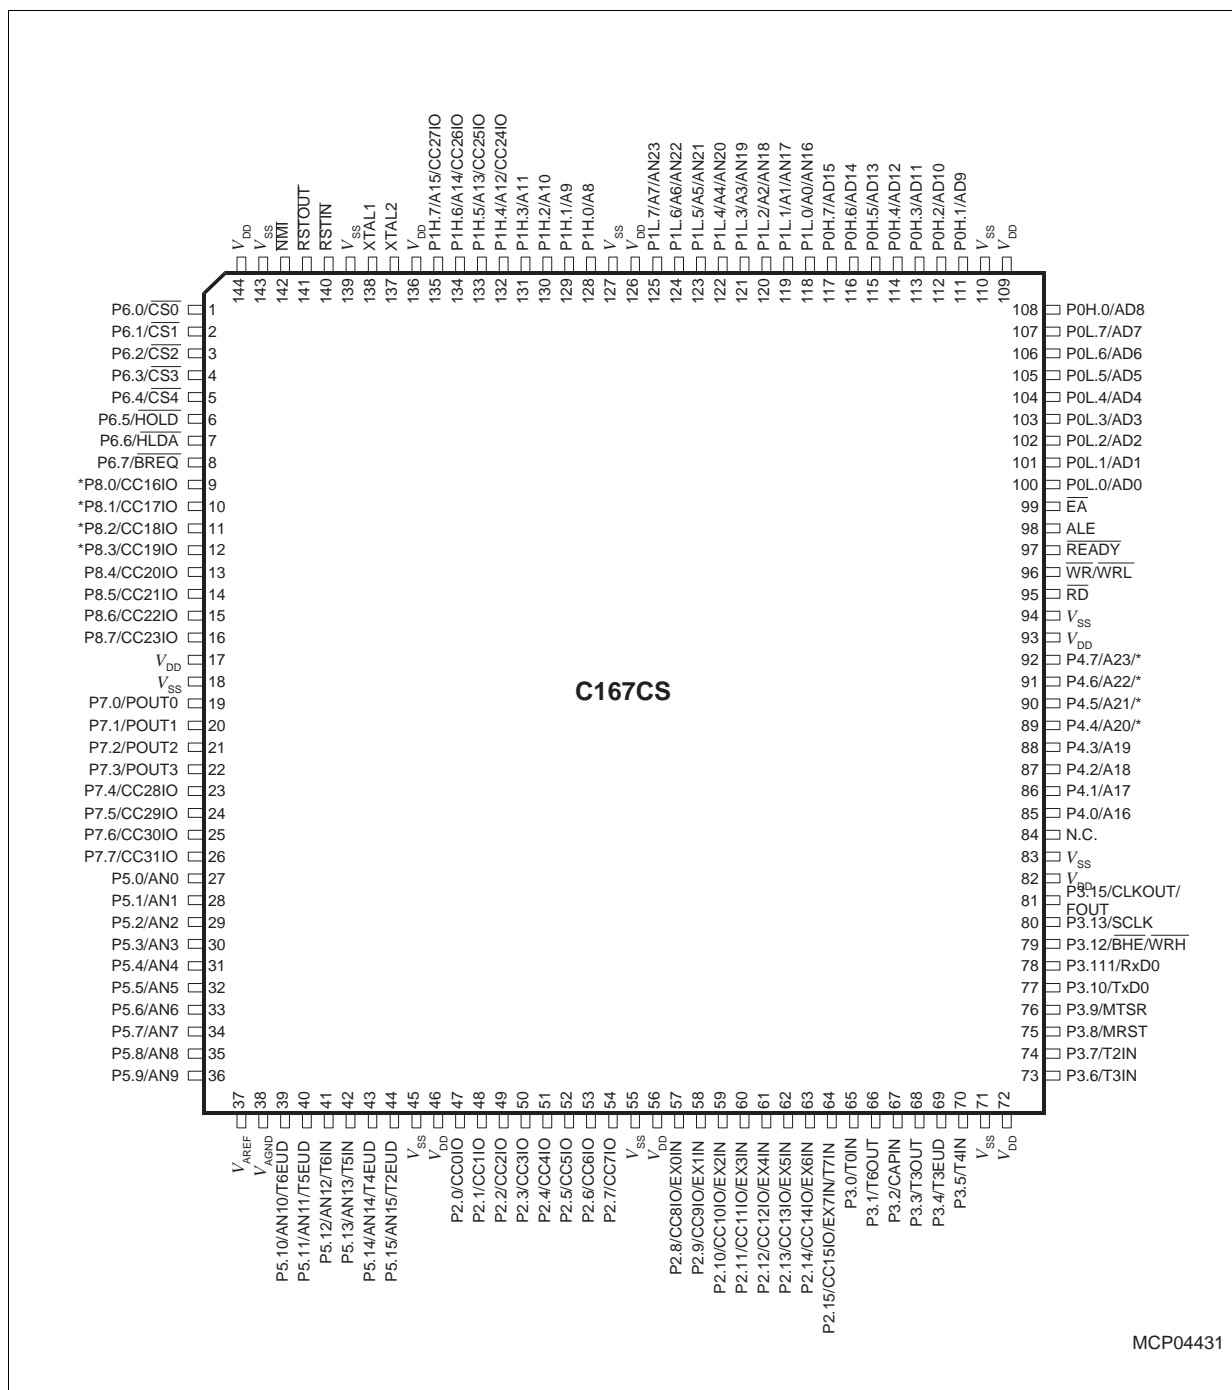 V DD
V SS
NMI
RSTOUT
RSTIN
V SS
XTAL1
XTAL2
V DD
P1H.7/A15/CC27IO
P1H.6/A14/CC26IO
P1H.5/A13/CC25IO
P1H.4/A12/CC24IO
P1H.3/A11
P1H.2/A10
P1H.1/A9
P1H.0/A8
V SS
V DD
P1L.7/A7/AN23
P1L.6/A6/AN22
P1L.5/A5/AN21
P1L.4/A4/AN20
P1L.3/A3/AN19
P1L.2/A2/AN18
P1L.1/A1/AN17
P1L.0/A0/AN16
P0H.7/AD15
P0H.6/AD14
P0H.5/AD13
P0H.4/AD12
P0H.3/AD11
P0H.2/AD10
P0H.1/AD9
V SS
V DD
144
143
142
141
140
139
138
137
136
135
134
133
132
131
130
129
128
127
126
125
124
123
122
121
120
119
118
117
116
115
114
113
112
111
110
109
P6.0/CS0 1
P6.1/CS1 2
P6.2/CS2 3
P6.3/CS3 4
P6.4/CS4 5
P6.5/HOLD 6
P6.6/HLDA 7
P6.7/BREQ 8
*P8.0/CC16IO 9
*P8.1/CC17IO 10
*P8.2/CC18IO 11
*P8.3/CC19IO 12
P8.4/CC20IO 13
P8.5/CC21IO 14
P8.6/CC22IO 15
P8.7/CC23IO 16
V DD 17
V SS 18
P7.0/POUT0 19
P7.1/POUT1 20
P7.2/POUT2 21
P7.3/POUT3 22
P7.4/CC28IO 23
P7.5/CC29IO 24
P7.6/CC30IO 25
P7.7/CC31IO 26
P5.0/AN0 27
P5.1/AN1 28
P5.2/AN2 29
P5.3/AN3 30
P5.4/AN4 31
P5.5/AN5 32
P5.6/AN6 33
P5.7/AN7 34
P5.8/AN8 35
P5.9/AN9 36
C167CS
108 P0H.0/AD8
107 P0L.7/AD7
106 P0L.6/AD6
105 P0L.5/AD5
104 P0L.4/AD4
103 P0L.3/AD3
102 P0L.2/AD2
101 P0L.1/AD1
100 P0L.0/AD0
99 EA
98 ALE
97 READY
96 WR/WRL
95 RD
94 V SS
93 V DD
92 P4.7/A23/*
91 P4.6/A22/*
90 P4.5/A21/*
89 P4.4/A20/*
88 P4.3/A19
87 P4.2/A18
86 P4.1/A17
85 P4.0/A16
84 N.C.
83 V SS
82 V DD
81 P3.15/CLKOUT/
FOUT
80 P3.13/SCLK
79 P3.12/BHE/WRH
78 P3.111/RxD0
77 P3.10/TxD0
76 P3.9/MTSR
75 P3.8/MRST
74 P3.7/T2IN
73 P3.6/T3IN
37
38
39
40
41
42
43
44
45
46
47
48
49
50
51
52
53
54
55
56
57
58
59
60
61
62
63
64
65
66
67
68
69
70
71
72
V AREF
V AGND
P5.10/AN10/T6EUD
P5.11/AN11/T5EUD
P5.12/AN12/T6IN
P5.13/AN13/T5IN
P5.14/AN14/T4EUD
P5.15/AN15/T2EUD
V SS
V DD
P2.0/CC0IO
P2.1/CC1IO
P2.2/CC2IO
P2.3/CC3IO
P2.4/CC4IO
P2.5/CC5IO
P2.6/CC6IO
P2.7/CC7IO
V SS
V DD
P2.8/CC8IO/EX0IN
P2.9/CC9IO/EX1IN
P2.10/CC10IO/EX2IN
P2.11/CC11IO/EX3IN
P2.12/CC12IO/EX4IN
P2.13/CC13IO/EX5IN
P2.14/CC14IO/EX6IN
P2.15/CC15IO/EX7IN/T7IN
P3.0/T0IN
P3.1/T6OUT
P3.2/CAPIN
P3.3/T3OUT
P3.4/T3EUD
P3.5/T4IN
V SS
V DD
MCP04431